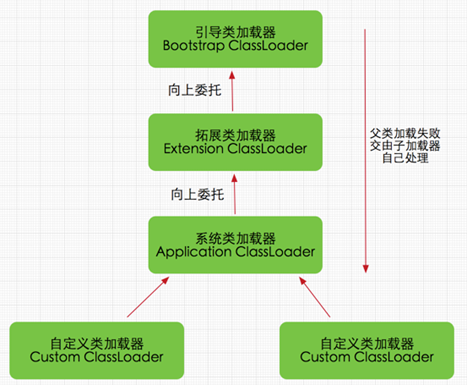 引导类加载器
Bootstrap ClassLoader
向上委托
拓展类加载器
Extension ClassLoader
父类加载失败
交由子加载器
自己处理
向上委托
系统类加载器
Application ClassLoader
自定义类加载器
Custom ClassLoader
自定义类加载器
Custom ClassLoader